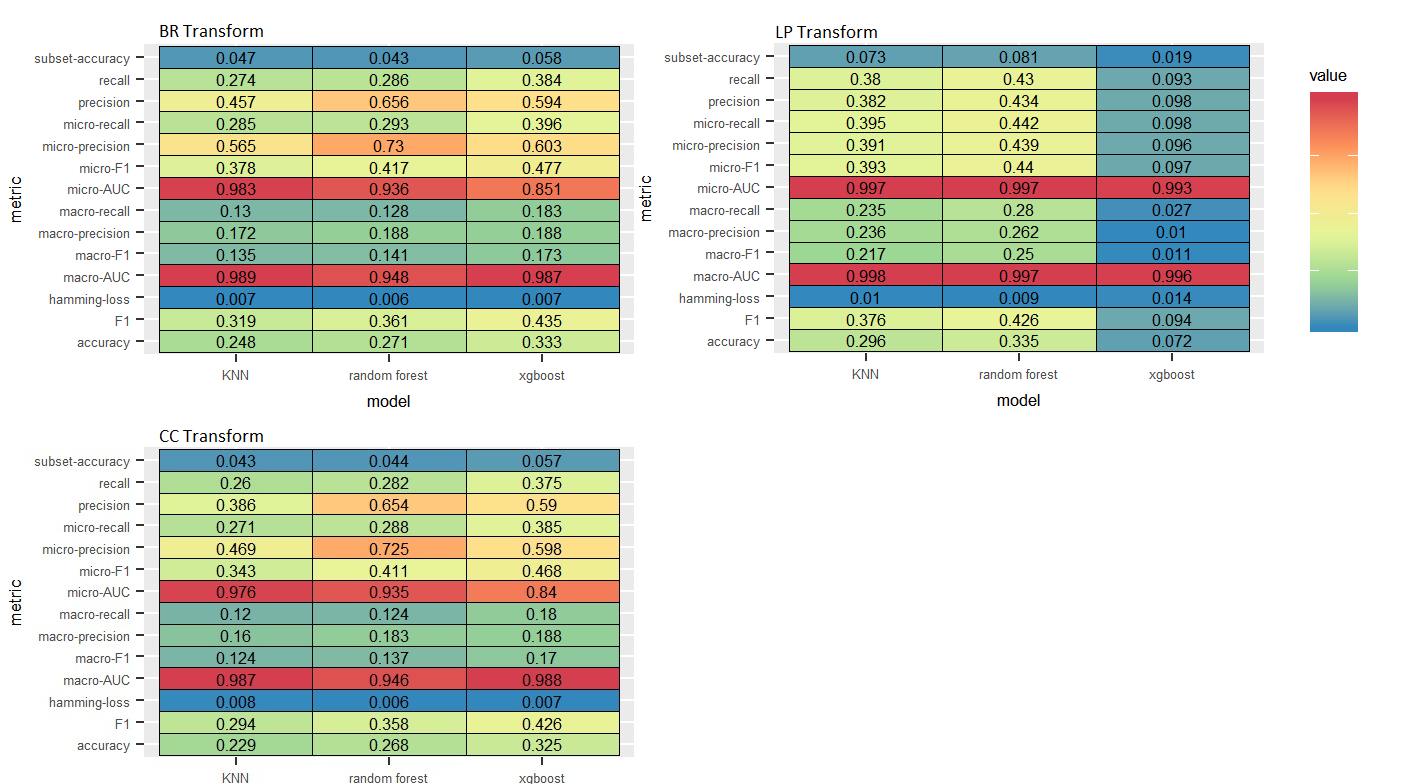 BR Transform
subset-accuracy 0.047 0.043 0.058
recall 0.274 0.286 0.384
precision 0.457 0.656 0.594
micro-recall 0.285 0.293 0.396
micro-precision 0.565 0.73 0.603
micro-F1 0.378 0.417 0.477
micro-AUC 0.983 0.936 0.851
macro-recall 0.13 0.128 0.183
macro-precision 0.172 0.188 0.188
macro-F1 0.135 0.141 0.173
macro-AUC 0.989 0.948 0.987
hamming-loss 0.007 0.006 0.007
F1 0.319 0.361 0.435
accuracy 0.248 0.271 0.333
KNN random forest xgboost
model
metric
LP Transform
subset-accuracy 0.073 0.081 0.019
recall 0.38 0.43 0.093
precision 0.382 0.434 0.098
micro-recall 0.395 0.442 0.098
micro-precision 0.391 0.439 0.096
micro-F1 0.393 0.44 0.097
micro-AUC 0.997 0.997 0.993
macro-recall 0.235 0.28 0.027
macro-precision 0.236 0.262 0.01
macro-F1 0.217 0.25 0.011
macro-AUC 0.998 0.997 0.996
hamming-loss 0.01 0.009 0.014
F1 0.376 0.426 0.094
accuracy 0.296 0.335 0.072
KNN random forest xgboost
model
metric
value
CC Transform
subset-accuracy 0.043 0.044 0.057
recall 0.26 0.282 0.375
precision 0.386 0.654 0.59
micro-recall 0.271 0.288 0.385
micro-precision 0.469 0.725 0.598
micro-F1 0.343 0.411 0.468
micro-AUC 0.976 0.935 0.84
macro-recall 0.12 0.124 0.18
macro-precision 0.16 0.183 0.188
macro-F1 0.124 0.137 0.17
macro-AUC 0.987 0.946 0.988
hamming-loss 0.008 0.006 0.007
F1 0.294 0.358 0.426
accuracy 0.229 0.268 0.325
KNN random forest xgboost
metric